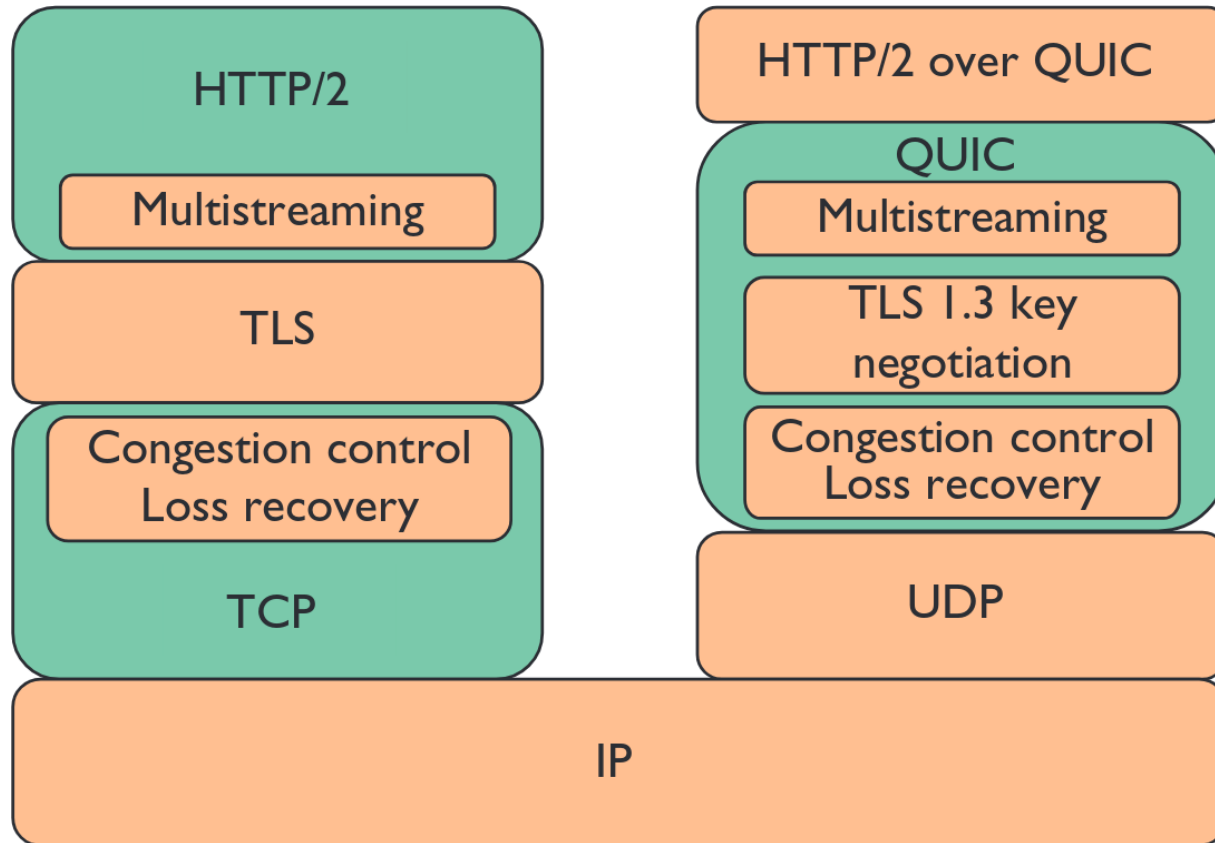 HTTP/2
Multistreaming
TLS
Congestion control
Loss recovery
TCP
HTTP/2 over QUIC
QUIC
Multistreaming
TLS 1.3 key
negotiation
Congestion control
Loss recovery
UDP
IP